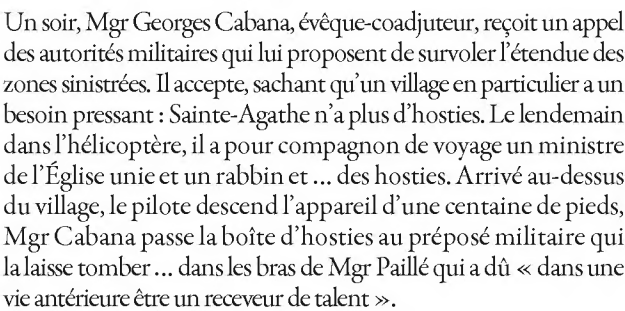 Un soir, Mgr Georges Cabana, évêque-coadjuteur, reçoit un appel
des autorités militaires qui lui proposent de survoler l'étendue des
zones sinistrées. Il accepte, sachant qu'un village en particulier a un
besoin pressant : Sainte-Agathe n'a plus d'hosties. Le lendemain
dans l'hélicoptère, il a pour compagnon de voyage un ministre
de l'Église unie et un rabbin et ... des hosties. Arrivé au-dessus
du village, le pilote descend l'appareil d'une centaine de pieds,
Mgr Cabana passe la boîte d'hosties au préposé militaire qui
la laisse tomber ... dans les bras de Mgr Paillé qui a dû « dans une
vie antérieure être un receveur de talent ».